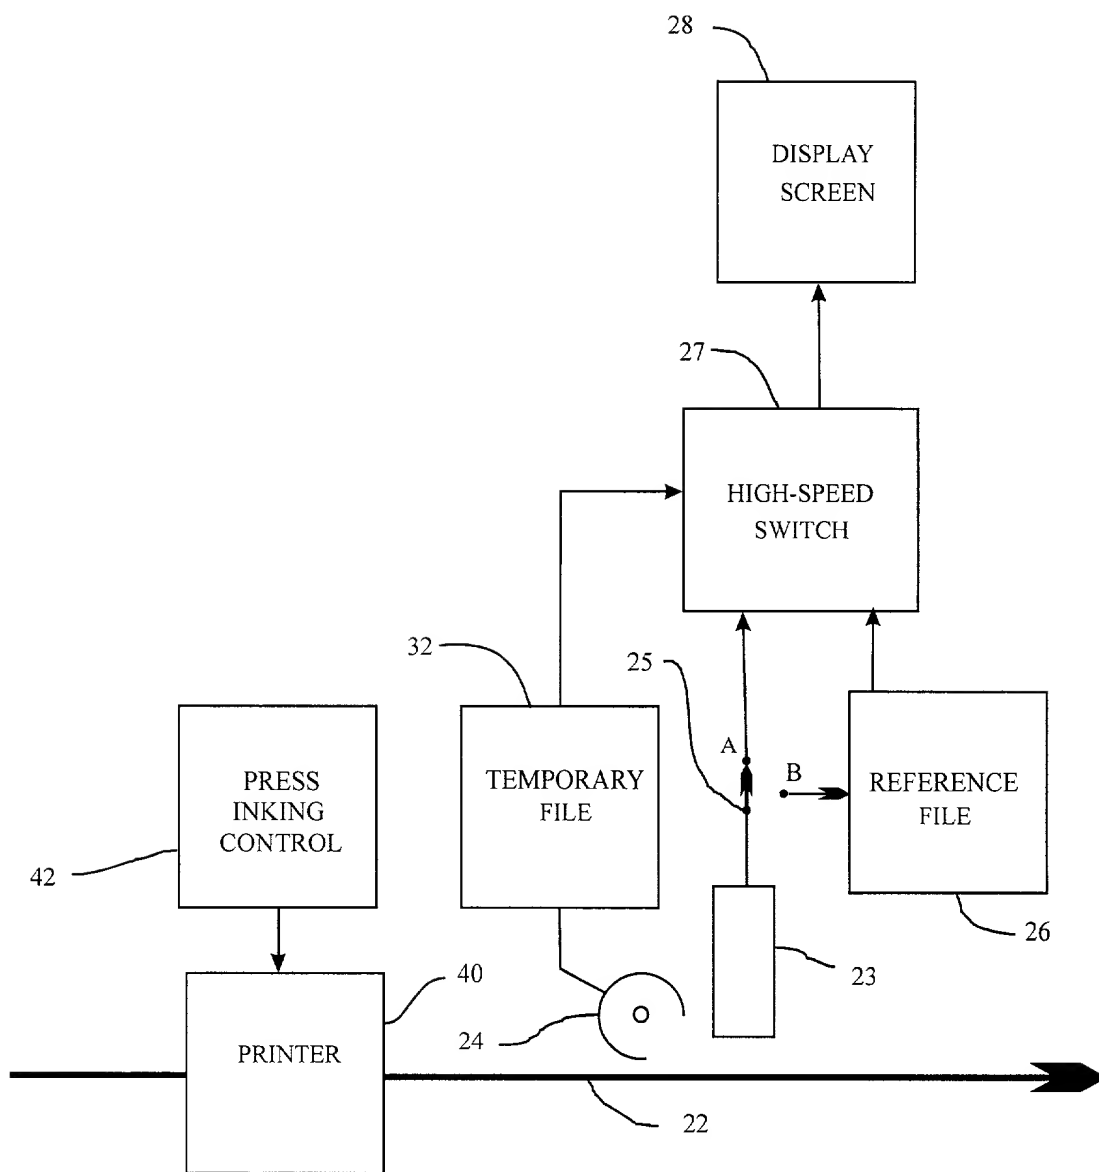 28
DISPLAY
SCREEN
27
HIGH-SPEED
SWITCH
32
25
A
B
PRESS
INKING
CONTROL
TEMPORARY
FILE
REFERENCE
FILE
42
26
40
24
23
PRINTER
22